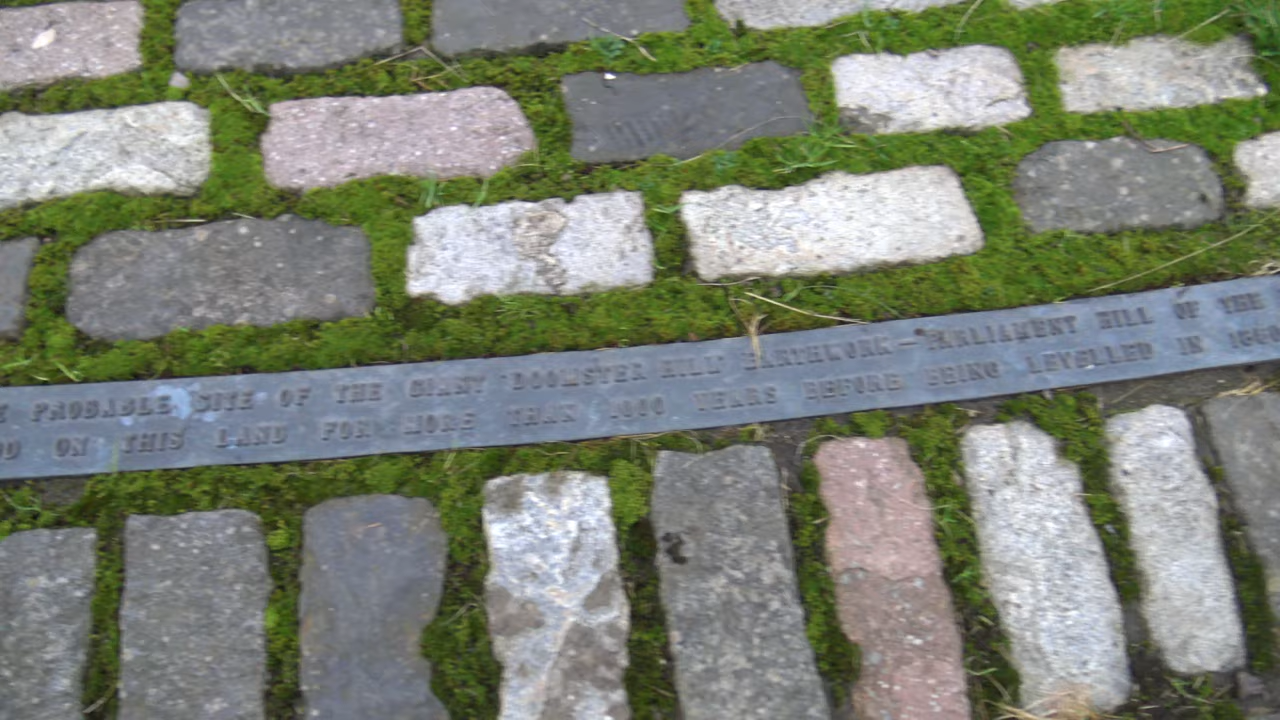 PROBABLE SITE OF THE GIANT DOOMSTER HILL EARTHWORK - PARLIAMENT HILL OF THE
ON THIS LAND FOR MORE THAN 1000 YEARS BEFORE BEING LEVELLED IN